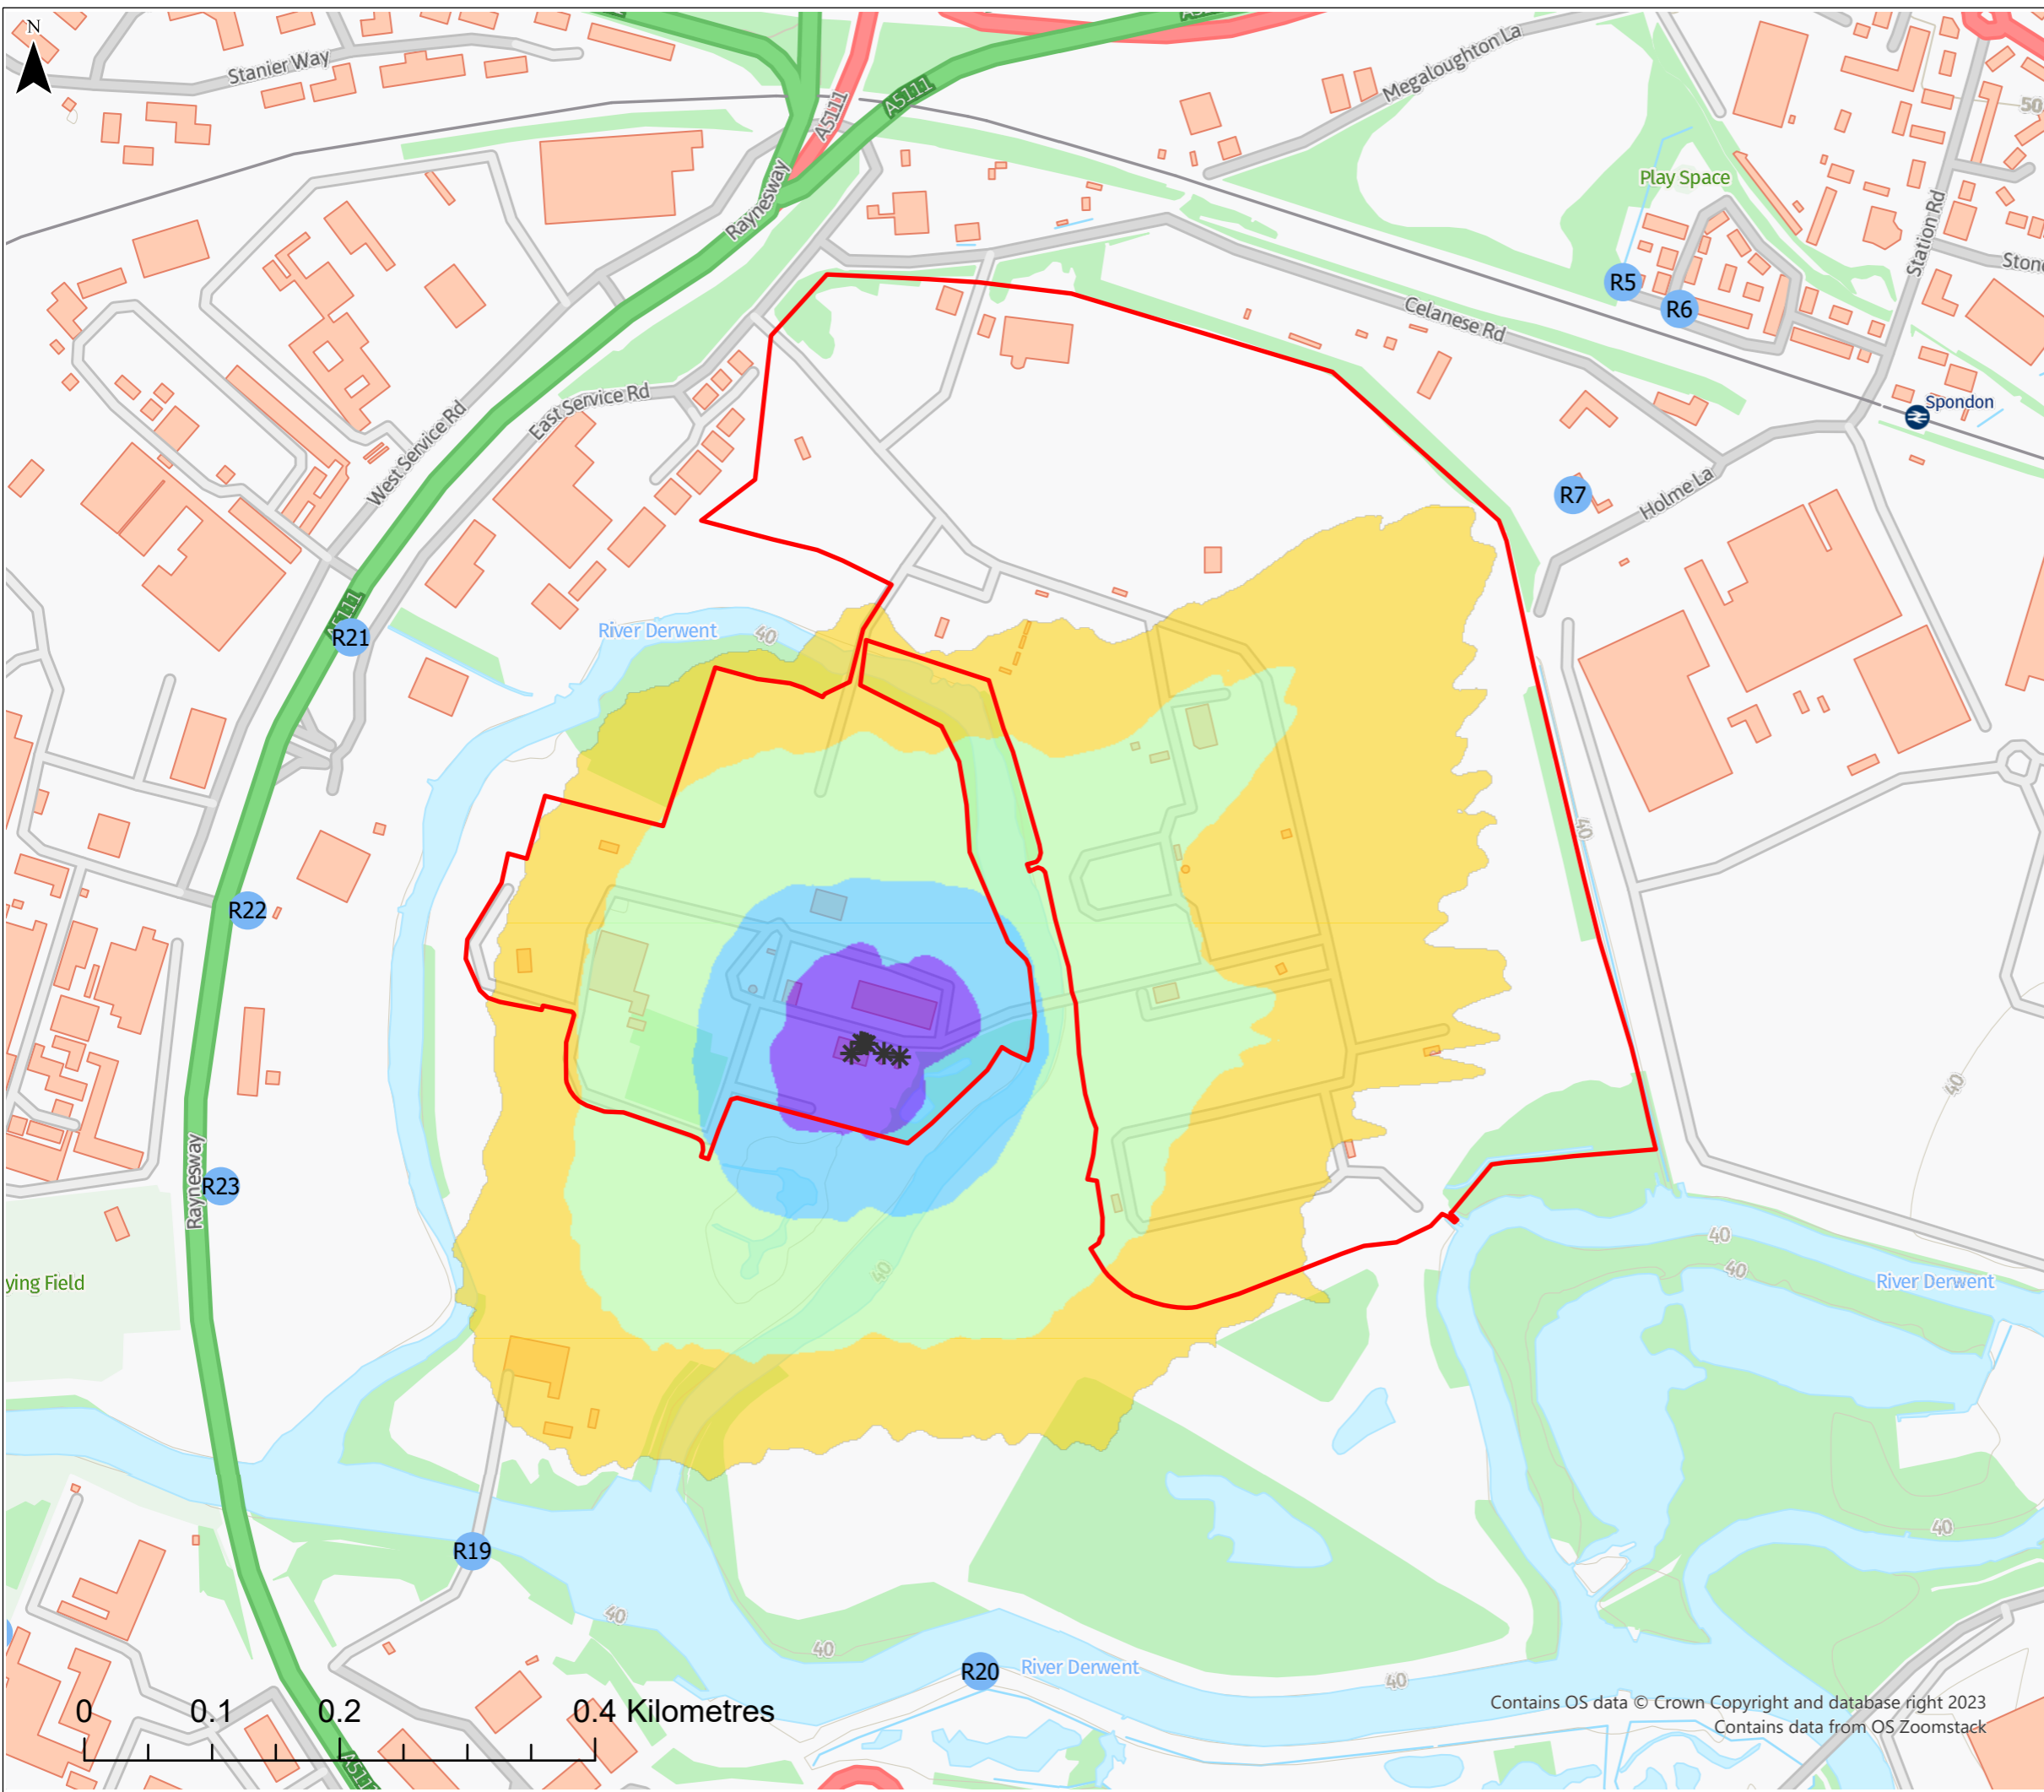 N
Stanier Way
A5111
A5111
Megaloughton La
50
Raynesway
Play Space
Station Rd
R5
R6
Celanese Rd
Spondon
East Service Rd
West Service Rd
R7
Holme La
River Derwent
40
R21
40
R22
Raynesway
R23
40
40
40
River Derwent
40
ying Field
40
R19
40
40
R20
River Derwent
40
0
0.1
0.2
0.4 Kilometres
Contains OS data © Crown Copyright and database right 2023
Contains data from OS Zoomstack